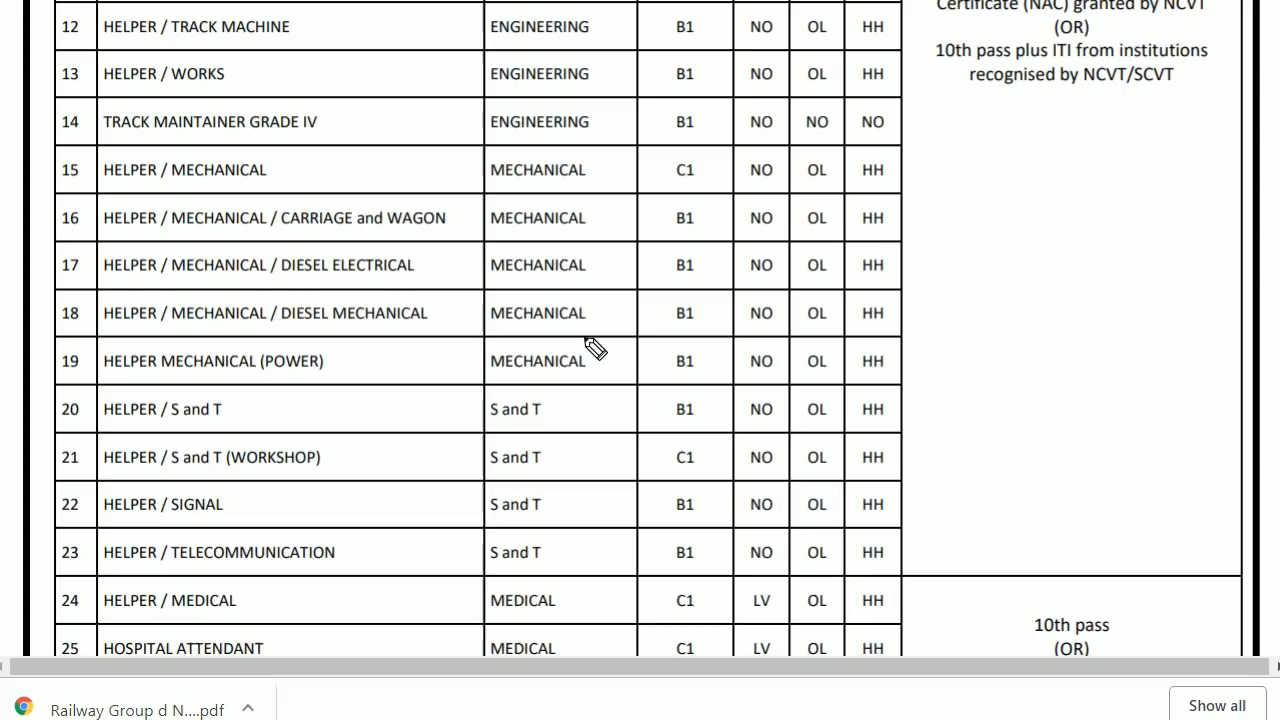 Certificate (NAC) granted by NCVT
12 HELPER / TRACK MACHINE ENGINEERING B1 NO OL HH
(OR)
10th pass plus ITI from institutions
13 HELPER / WORKS ENGINEERING B1 NO OL HH
recognised by NCVT/SCVT
14 TRACK MAINTAINER GRADE IV ENGINEERING B1 NO NO NO
15 HELPER / MECHANICAL MECHANICAL C1 NO OL HH
16 HELPER / MECHANICAL / CARRIAGE and WAGON MECHANICAL B1 NO OL HH
17 HELPER / MECHANICAL / DIESEL ELECTRICAL MECHANICAL B1 NO OL HH
18 HELPER / MECHANICAL / DIESEL MECHANICAL MECHANICAL B1 NO OL HH
19 HELPER MECHANICAL (POWER) MECHANICAL B1 NO OL HH
20 HELPER / S and T S and T B1 NO OL HH
21 HELPER / S and T (WORKSHOP) S and T C1 NO OL HH
22 HELPER / SIGNAL S and T B1 NO OL HH
23 HELPER / TELECOMMUNICATION S and T B1 NO OL HH
24 HELPER / MEDICAL MEDICAL C1 LV OL HH
10th pass
25 HOSPITAL ATTENDANT MEDICAL C1 LV OL HH
(OR)
Railway Group d N....pdf
Show all